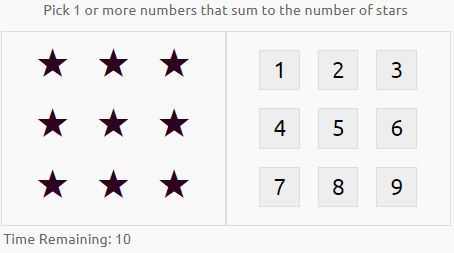 Pick 1 or more numbers that sum to the number of stars
1 2 3
4 5 6
7 8 9
Time Remaining: 10